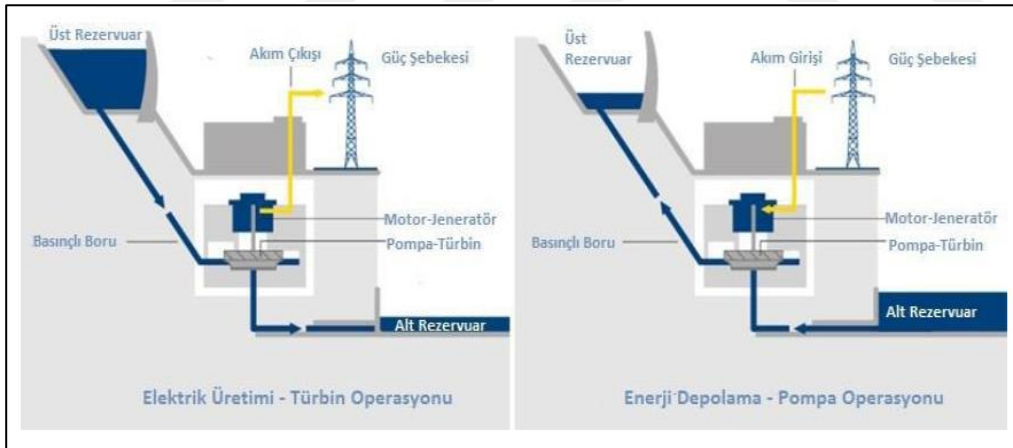 Üst Rezervuar
Akım Çıkışı
Güç Şebekesi
Motor-Jeneratör
Pompa-Türbin
Basınçlı Boru
Alt Rezervuar
Elektrik Üretimi - Türbin Operasyonu
Üst
Rezervuar
Akım Girişi
Güç Şebekesi
Motor-Jeneratör
Pompa-Türbin
Basınçlı Boru
Alt Rezervuar
Enerji Depolama - Pompa Operasyonu